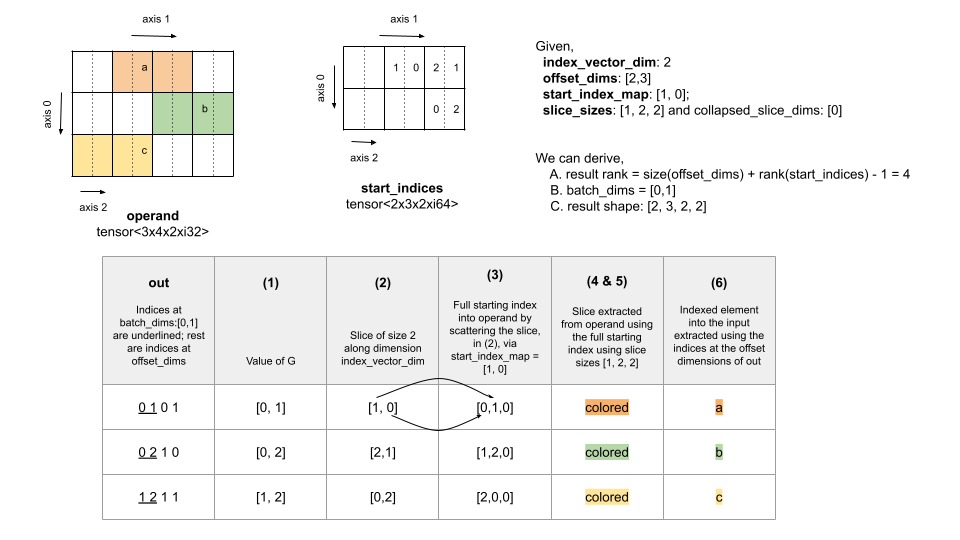 axis 1
axis 0
a
b
c
axis 2
operand
tensor<3x4x2xi32>
axis 1
axis 0
1 0 2 1
0 2
axis 2
start_indices
tensor<2x3x2xi64>
Given,
index_vector_dim: 2
offset_dims: [2,3]
start_index_map: [1, 0];
slice_sizes: [1, 2, 2] and collapsed_slice_dims: [0]
We can derive,
A. result rank = size(offset_dims) + rank(start_indices) - 1 = 4
B. batch_dims = [0,1]
C. result shape: [2, 3, 2, 2]
out
Indices at
batch_dims:[0,1]
are underlined; rest
are indices at
offset_dims
(1)
Value of G
(2)
Slice of size 2
along dimension
index_vector_dim
(3)
Full starting index
into operand by
scattering the slice,
in (2), via
start_index_map =
[1, 0]
(4 & 5)
Slice extracted
from operand using
the full starting
index using slice
sizes [1, 2, 2]
(6)
Indexed element
into the input
extracted using the
indices at the offset
dimensions of out
0 1 0 1
[0, 1]
[1, 0]
[0,1,0]
colored
a
0 2 1 0
[0, 2]
[2,1]
[1,2,0]
colored
b
1 2 1 1
[1, 2]
[0,2]
[2,0,0]
colored
c